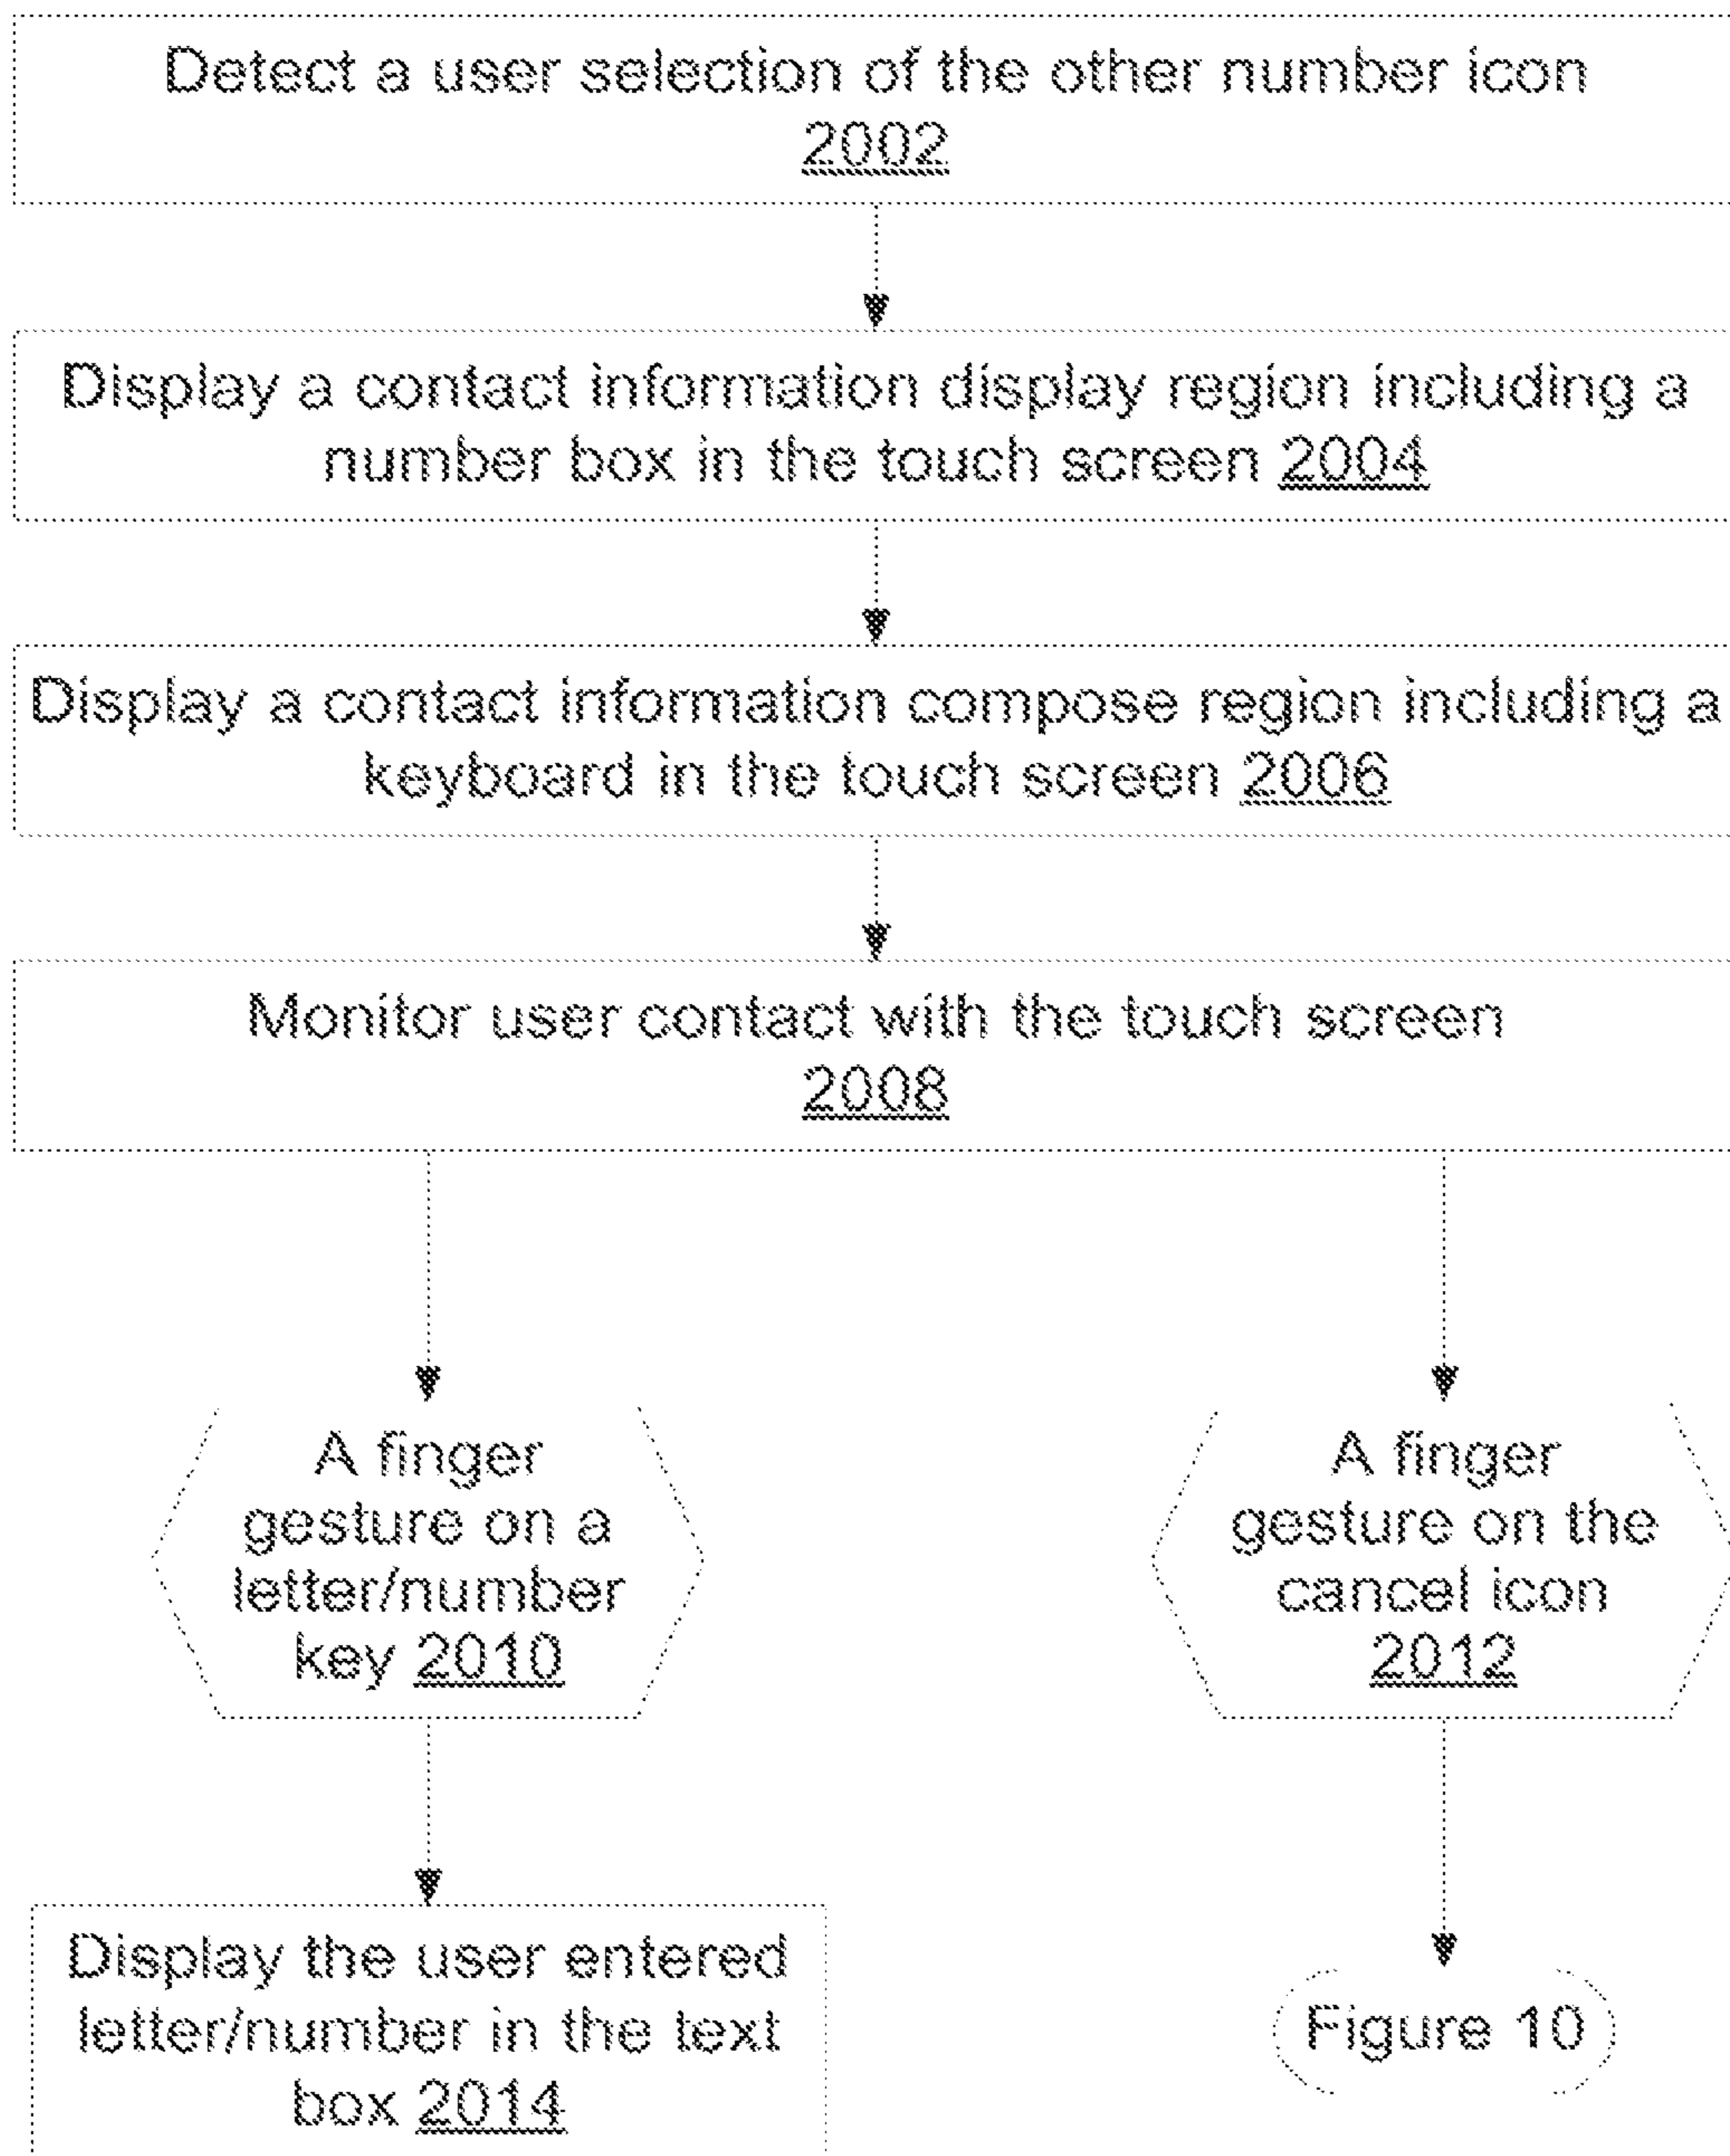 Detect a user selection of the other number icon
2002
Display a contact information display region including a
number box in the touch screen 2004
Display a contact information compose region including a
keyboard in the touch screen 2006
Monitor user contact with the touch screen
2008
A finger
gesture on a
letter/number
key 2010
A finger
gesture on the
cancel icon
2012
Display the user entered
letter/number in the text
box 2014
Figure 10